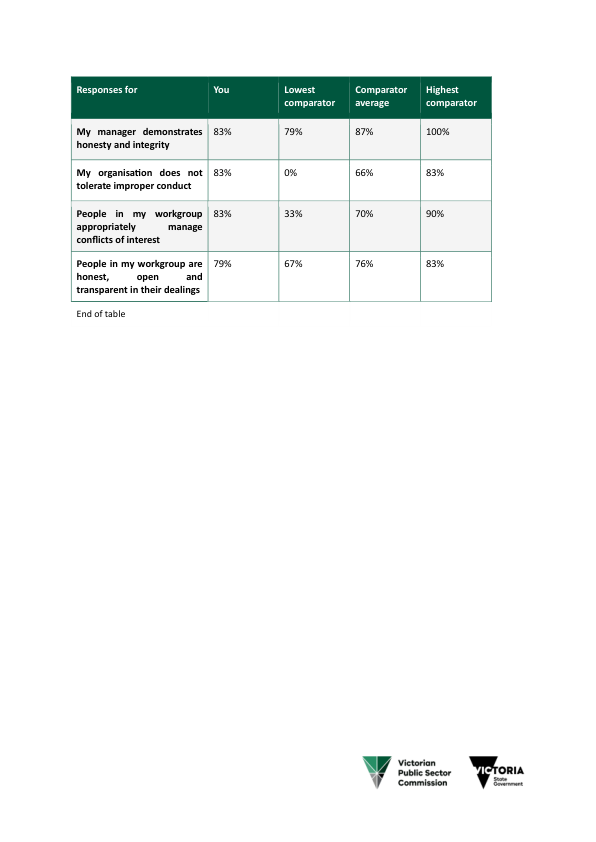 Responses for You Lowest comparator Comparator average Highest comparator
My manager demonstrates honesty and integrity 83% 79% 87% 100%
My organisation does not tolerate improper conduct 83% 0% 66% 83%
People in my workgroup appropriately manage conflicts of interest 83% 33% 70% 90%
People in my workgroup are honest, open and transparent in their dealings 79% 67% 76% 83%
End of table
Victorian
Public Sector
Commission
VICTORIA
State
Government